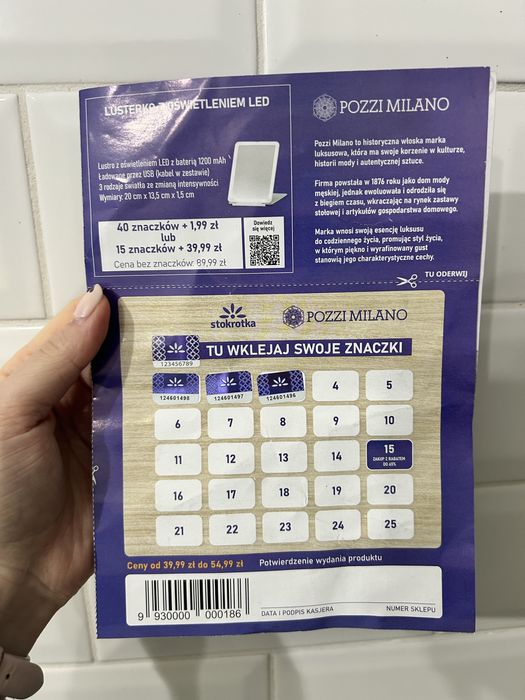 LUSTERKO Z OŚWIETLENIEM LED
Lustro z oświetleniem LED z baterią 1200 mAh
Ładowane przez USB (kabel w zestawie)
3 rodzaje światła ze zmianą intensywności
Wymiary: 20 cm x 13,5 cm x 1,5 cm
40 znaczków + 1,99 zł
lub
15 znaczków + 39,99 zł
Cena bez znaczków: 89,99 zł
Dowiedz
się więcej
POZZI MILANO
Pozzi Milano to historyczna włoska marka
luksusowa, która ma swoje korzenie w kulturze,
historii mody i autentycznej sztuce.
Firma powstała w 1876 roku jako dom mody
męskiej, jednak ewoluowała i odrodziła się
z biegiem czasu, wkraczając na rynek zastawy
stołowej i artykułów gospodarstwa domowego.
Marka wnosi swoją esencję luksusu
do codziennego życia, promując styl życia,
w którym piękno i wyrafinowany gust
stanowią jego charakterystyczne cechy.
TU ODERWIJ
stokrotka
POZZI MILANO
TU WKLEJAJ SWOJE ZNACZKI
123456789
124601498
124601497
124601496
4
5
6
7
8
9
10
11
12
13
14
15
ZAKUP Z RABATEM
DO 65%
16
17
18
19
20
21
22
23
24
25
Ceny od 39,99 zł do 54,99 zł
Potwierdzenie wydania produktu
9 930000 000186
DATA I PODPIS KASJERA
NUMER SKLEPU